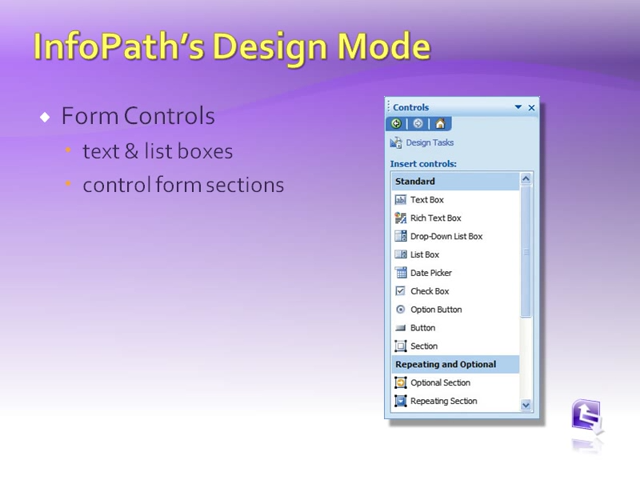 InfoPath's Design Mode
Form Controls
text & list boxes
control form sections
Controls
Design Tasks
Insert controls:
Standard
Text Box
Rich Text Box
Drop-Down List Box
List Box
Date Picker
Check Box
Option Button
Button
Section
Repeating and Optional
Optional Section
Repeating Section